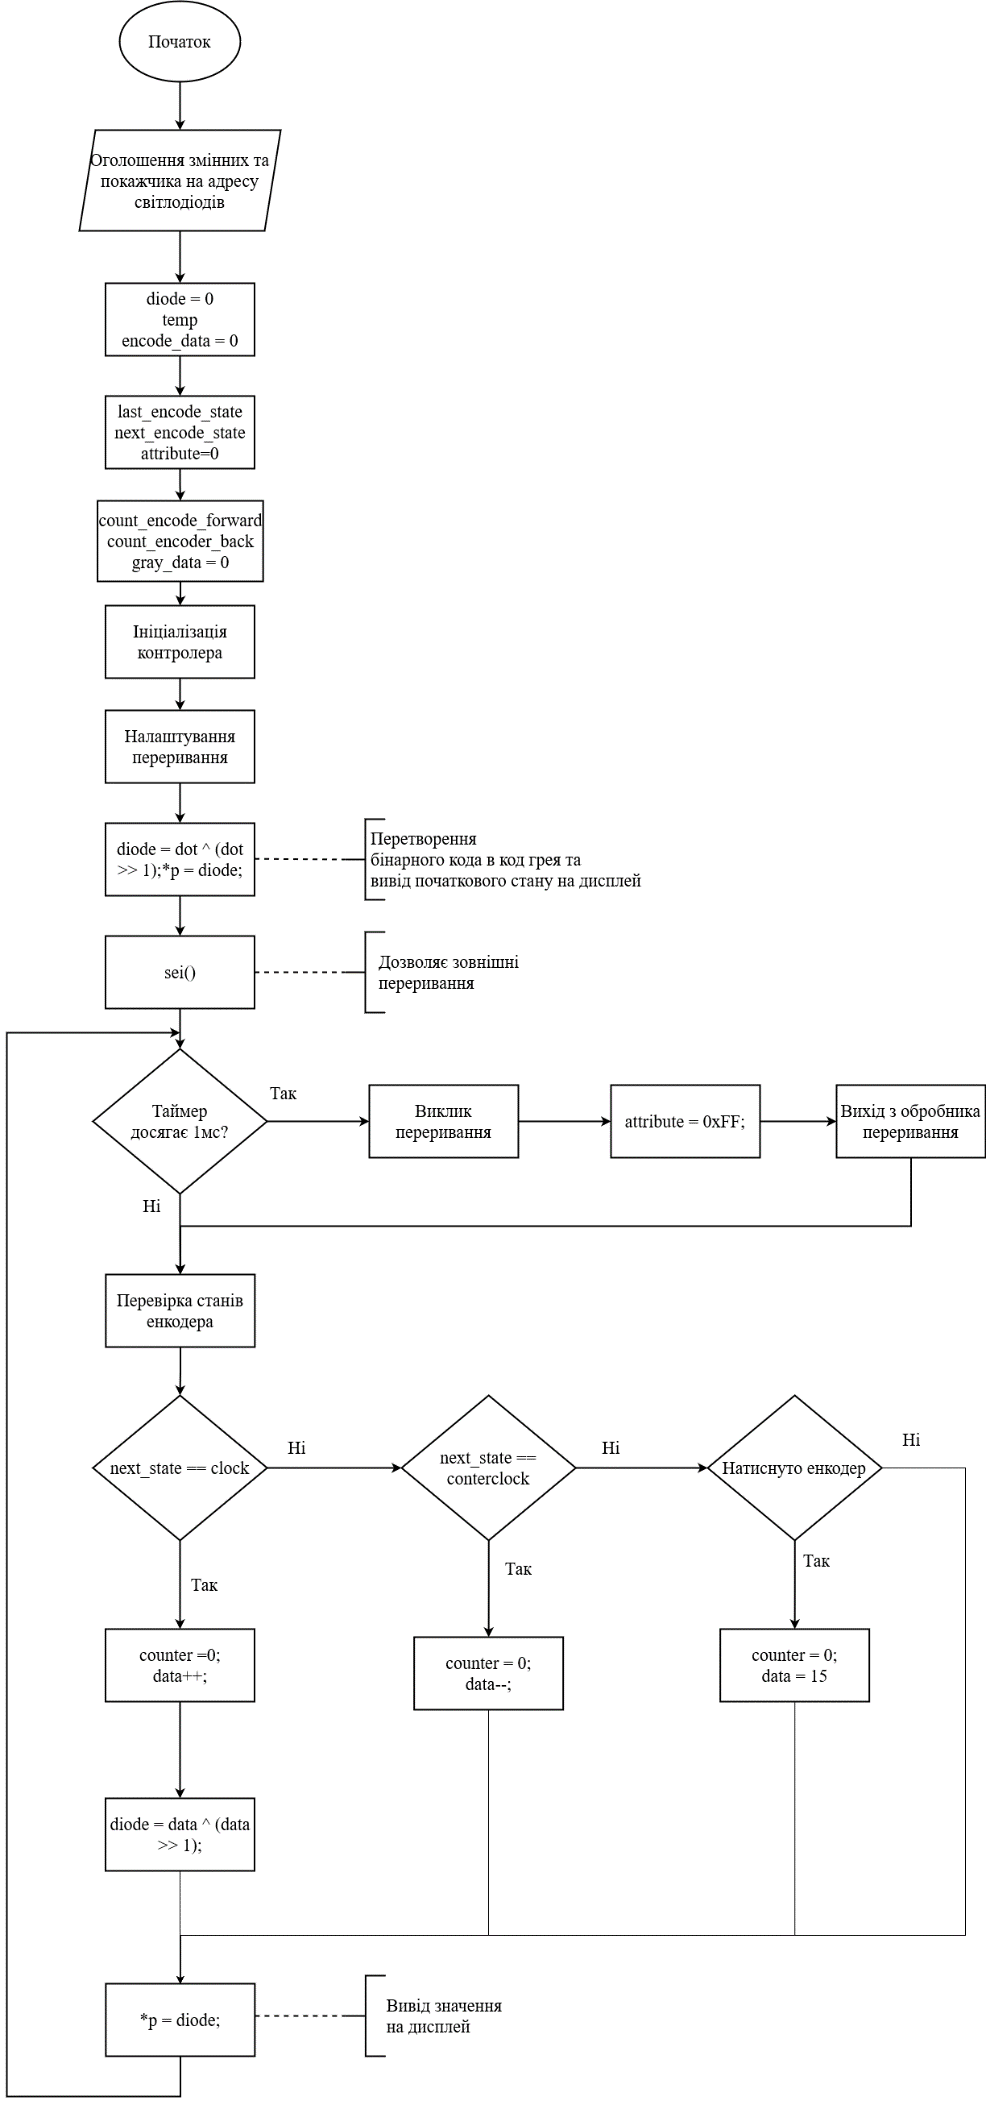 Початок
Оголошення змінних та
покажчика на адресу
світлодіодів
diode = 0
temp
encode_data = 0
last_encode_state
next_encode_state
attribute=0
count_encode_forward
count_encoder_back
gray_data = 0
Ініціалізація
контролера
Налаштування
переривання
diode = dot ^ (dot
>> 1);*p = diode;
Перетворення
бінарного кода в код грея та
вивід початкового стану на дисплей
sei()
Дозволяє зовнішні
переривання
Таймер
досягає 1мс?
Так
Виклик
переривання
attribute = 0xFF;
Вихід з обробника
переривання
Ні
Перевірка станів
енкодера
next_state == clock
Ні
next_state ==
conterclock
Ні
Натиснуто енкодер
Ні
Так
Так
Так
counter =0;
data++;
counter = 0;
data--;
counter = 0;
data = 15
diode = data ^ (data
>> 1);
*p = diode;
Вивід значення
на дисплей